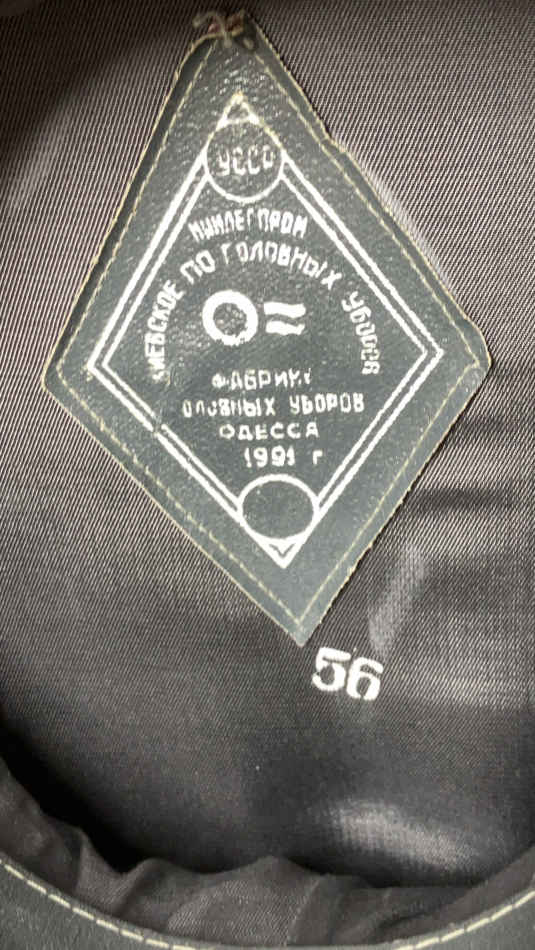 УССР
МИНЛЕГПРОМ
КИЕВСКОЕ ПО ГОЛОВНЫХ УБОРОВ
ФАБРИКА
ГОЛОВНЫХ УБОРОВ
ОДЕССА
1991 г
56